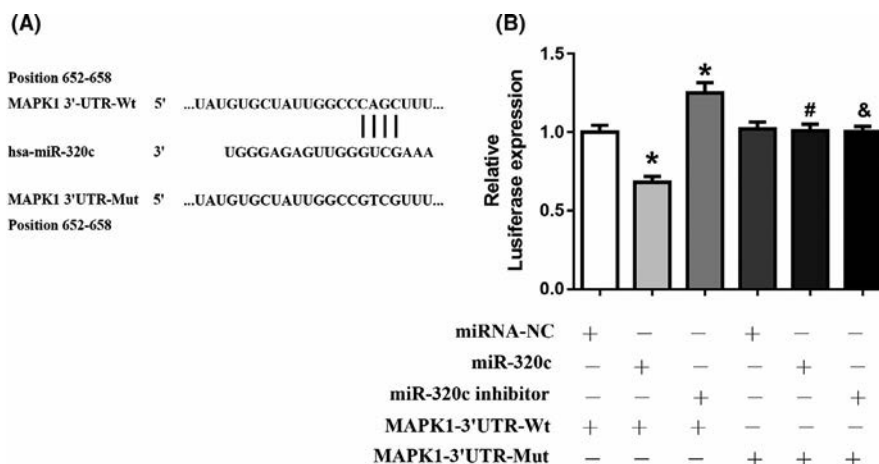 (A)
Position 652-658
MAPK1 3'-UTR-Wt 5' ...UAUGUGCUAUUGGCCCAGCUUU...
hsa-miR-320c 3' UGGGAGAGUUGGGUCGAAA
MAPK1 3'UTR-Mut 5' ...UAUGUGCUAUUGGCCGTCGUUU...
Position 652-658
(B)
Relative
Lusiferase expression
1.5
1.0
0.5
0.0
*
*
#
&
miRNA-NC + − − + − −
miR-320c − + − − + −
miR-320c inhibitor − − + − − +
MAPK1-3'UTR-Wt + + + − − −
MAPK1-3'UTR-Mut − − − + + +